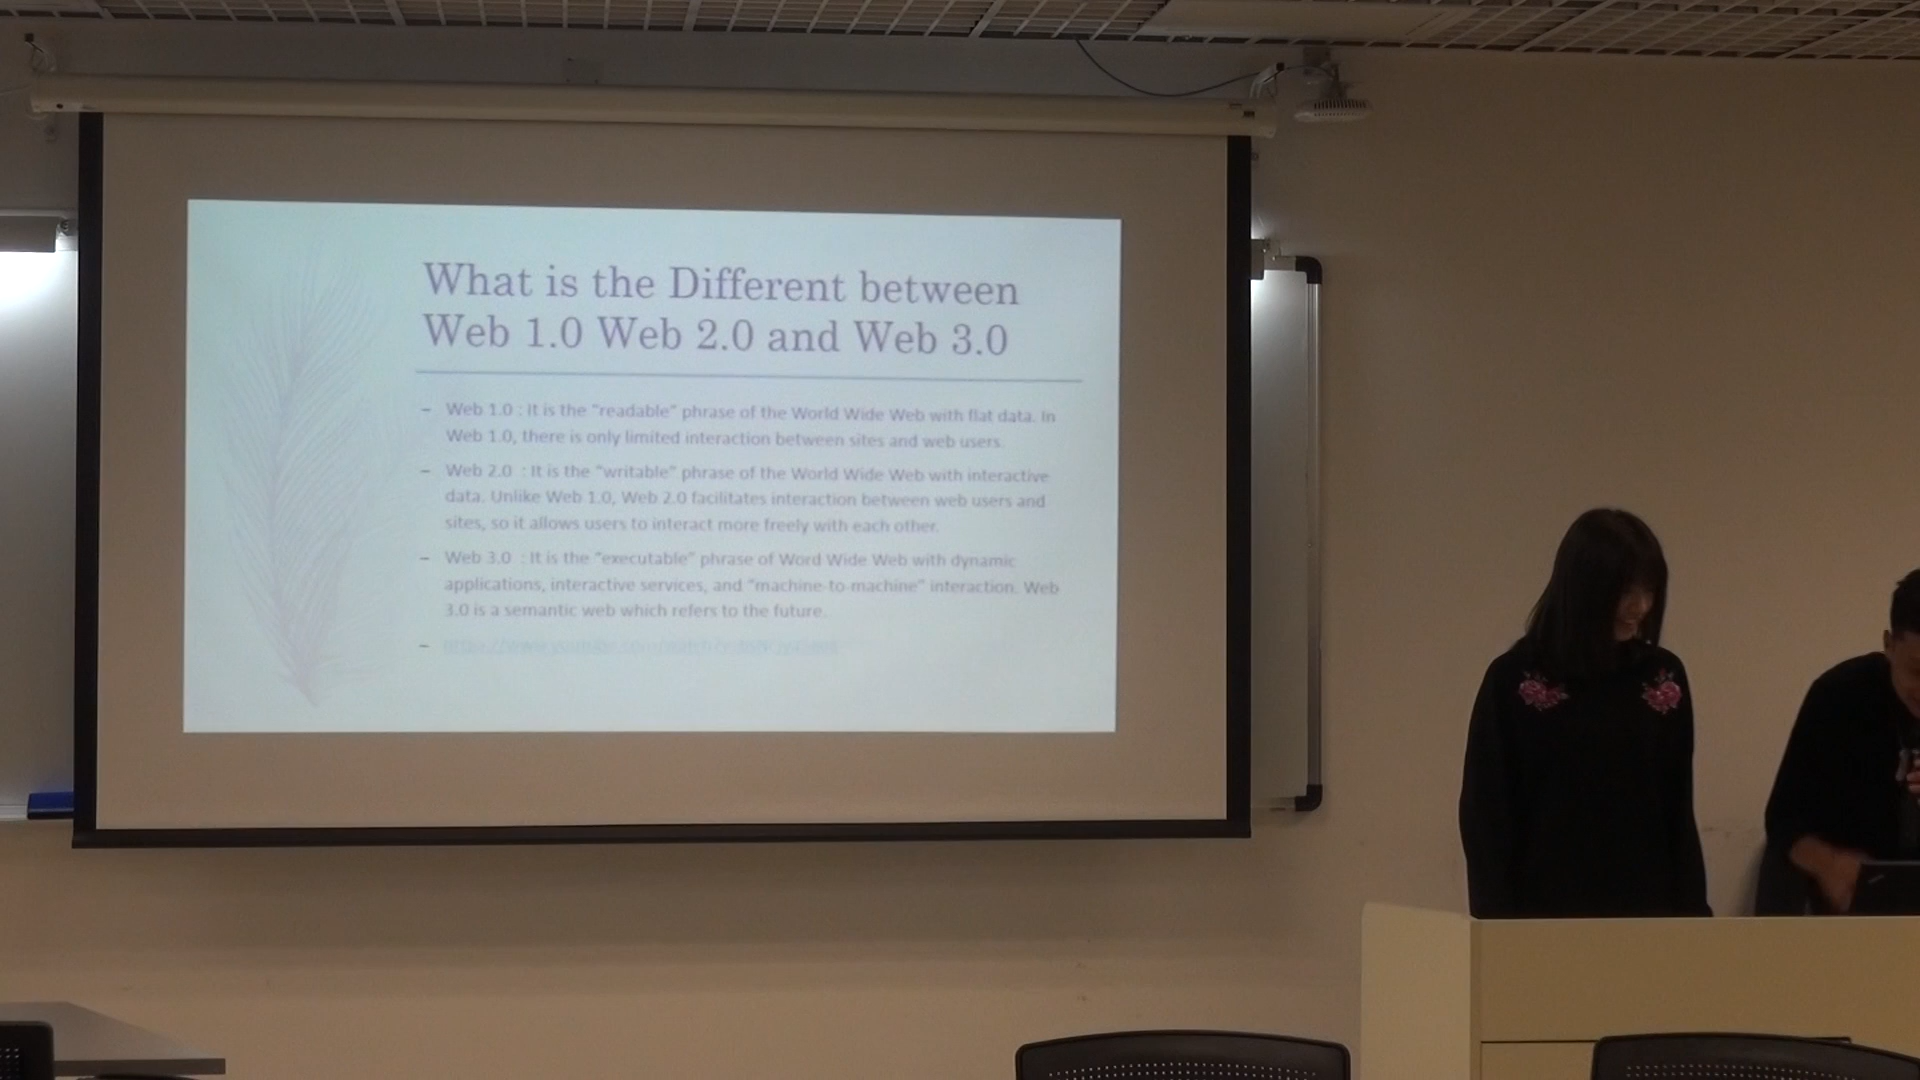 What is the Different between
Web 1.0 Web 2.0 and Web 3.0
– Web 1.0 : It is the "readable" phrase of the World Wide Web with flat data. In
Web 1.0, there is only limited interaction between sites and web users.
– Web 2.0 : It is the "writable" phrase of the World Wide Web with interactive
data. Unlike Web 1.0, Web 2.0 facilitates interaction between web users and
sites, so it allows users to interact more freely with each other.
– Web 3.0 : It is the "executable" phrase of Word Wide Web with dynamic
applications, interactive services, and "machine-to-machine" interaction. Web
3.0 is a semantic web which refers to the future.
–